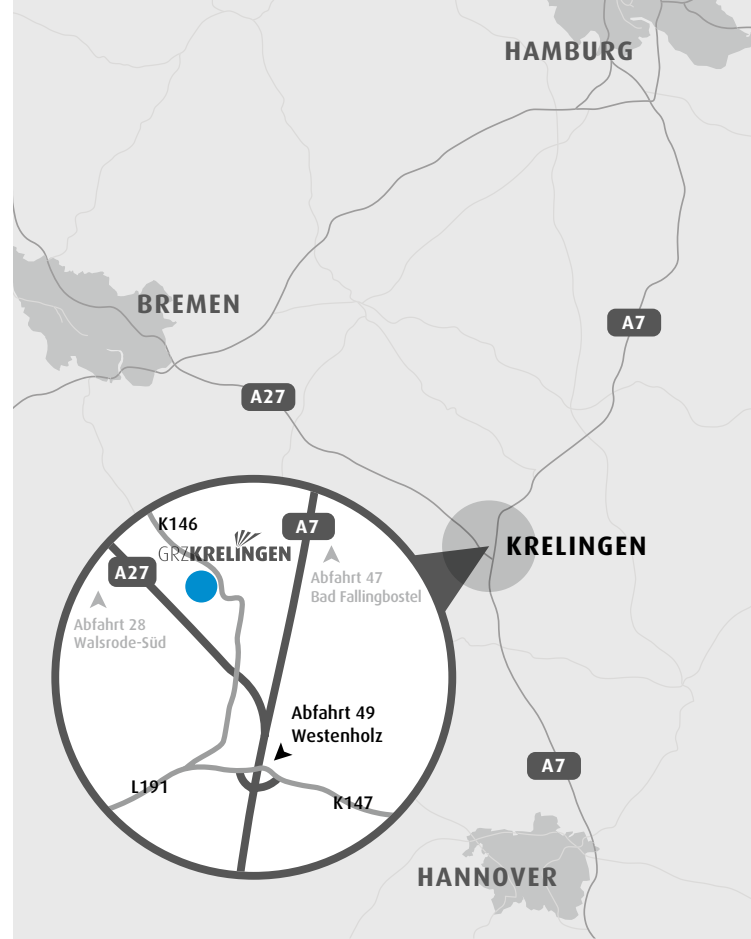 HAMBURG
BREMEN
A7
A27
K146
A7
GRZKRELINGEN
KRELINGEN
A27
Abfahrt 47
Bad Fallingbostel
Abfahrt 28
Walsrode-Süd
Abfahrt 49
Westenholz
A7
L191
K147
HANNOVER